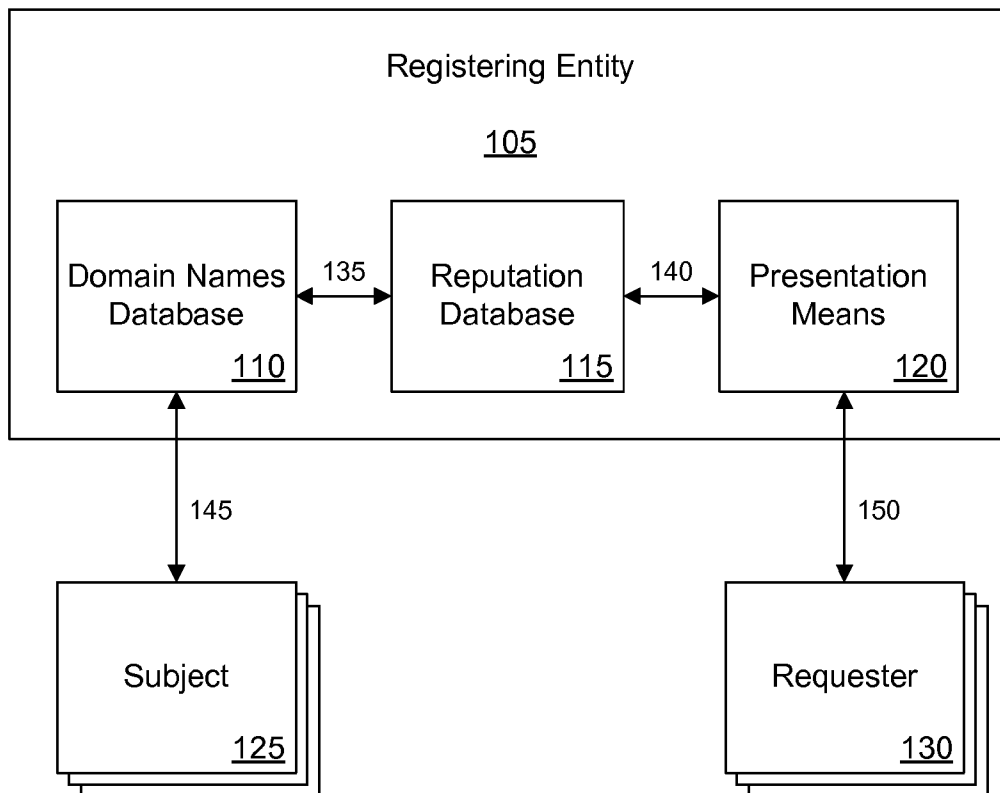 Registering Entity
105
Domain Names
Database
110
135
Reputation
Database
115
140
Presentation
Means
120
145
150
Subject
125
Requester
130